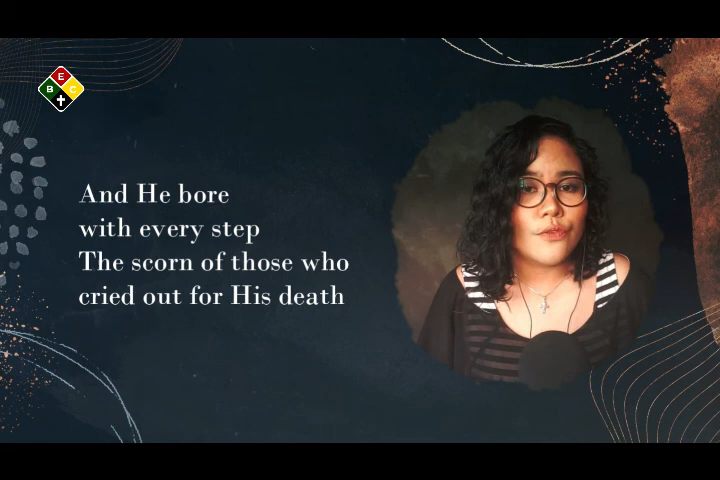 E
B C
And He bore
with every step
The scorn of those who
cried out for His death